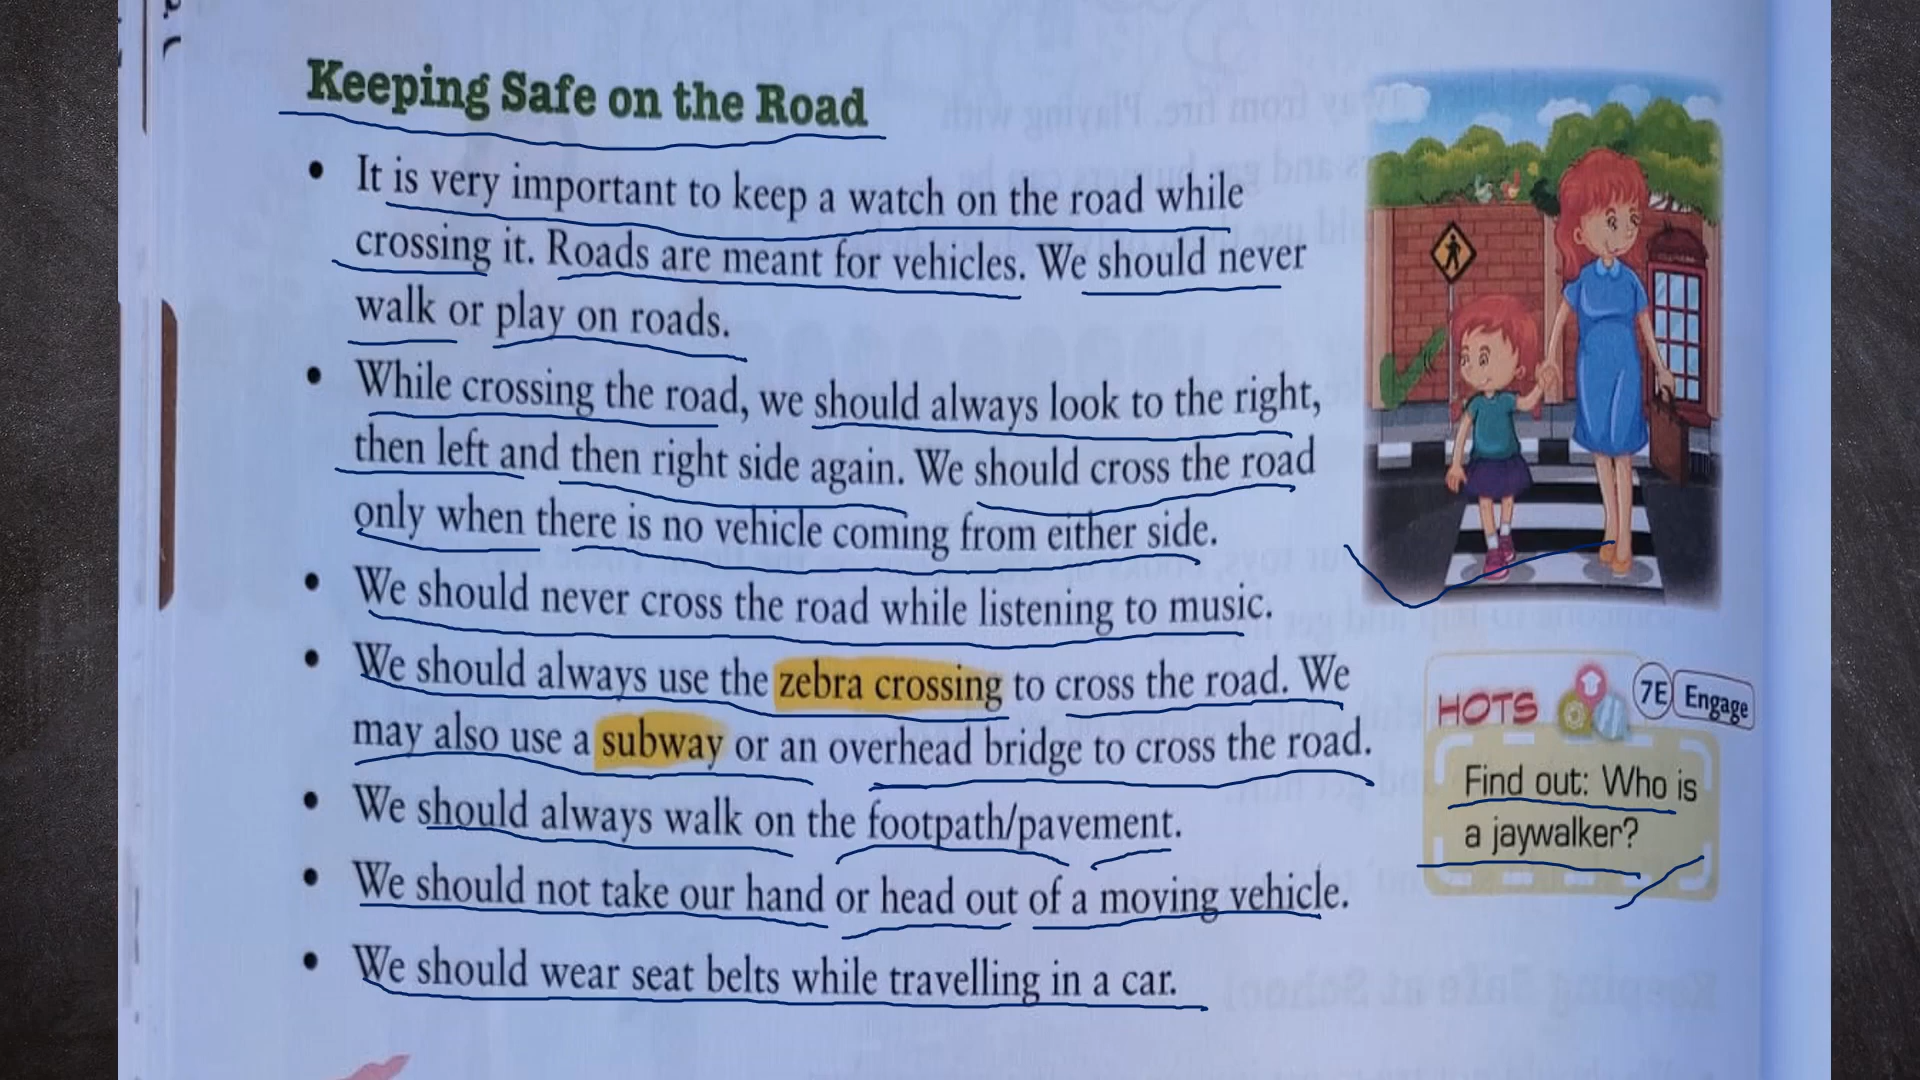 Keeping Safe on the Road
• It is very important to keep a watch on the road while
crossing it. Roads are meant for vehicles. We should never
walk or play on roads.
• While crossing the road, we should always look to the right,
then left and then right side again. We should cross the road
only when there is no vehicle coming from either side.
• We should never cross the road while listening to music.
• We should always use the zebra crossing to cross the road. We
may also use a subway or an overhead bridge to cross the road.
• We should always walk on the footpath/pavement.
• We should not take our hand or head out of a moving vehicle.
• We should wear seat belts while travelling in a car.
HOTS 7E Engage
Find out: Who is
a jaywalker?